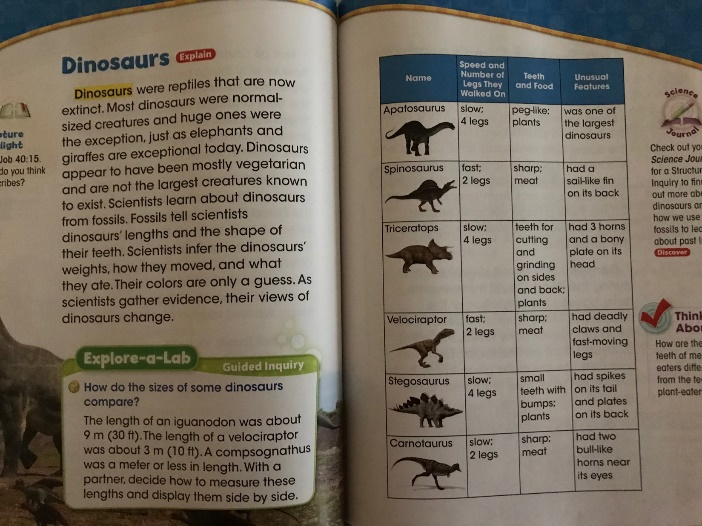 Dinosaurs Explain
Dinosaurs were reptiles that are now
extinct. Most dinosaurs were normal-
sized creatures and huge ones were
the exception, just as elephants and
giraffes are exceptional today. Dinosaurs
appear to have been mostly vegetarian
and are not the largest creatures known
to exist. Scientists learn about dinosaurs
from fossils. Fossils tell scientists
dinosaurs' lengths and the shape of
their teeth. Scientists infer the dinosaurs'
weights, how they moved, and what
they ate. Their colors are only a guess. As
scientists gather evidence, their views of
dinosaurs change.
Job 40:15.
do you think
Explore-a-Lab
Guided Inquiry
How do the sizes of some dinosaurs
compare?
The length of an iguanodon was about
9 m (30 ft). The length of a velociraptor
was about 3 m (10 ft). A compsognathus
was a meter or less in length. With a
partner, decide how to measure these
lengths and display them side by side.
Name
Speed and
Number of
Legs They
Walked On
Teeth
and Food
Unusual
Features
Apatosaurus
slow;
4 legs
peg-like;
plants
was one of
the largest
dinosaurs
Spinosaurus
fast;
2 legs
sharp;
meat
had a
sail-like fin
on its back
Triceratops
slow;
4 legs
teeth for
cutting
and
grinding
on sides
and back;
plants
had 3 horns
and a bony
plate on its
head
Velociraptor
fast;
2 legs
sharp;
meat
had deadly
claws and
fast-moving
legs
Stegosaurus
slow;
4 legs
small
teeth with
bumps;
plants
had spikes
on its tail
and plates
on its back
Carnotaurus
slow;
2 legs
sharp;
meat
had two
bull-like
horns near
its eyes
Science
Journal
Check out you
Science Jour
for a Structur
Inquiry to fin
out more abo
dinosaurs an
how we use
fossils to lea
about past l
Discover
Think
Abou
How are the
teeth of me
eaters diffe
from the te
plant-eater